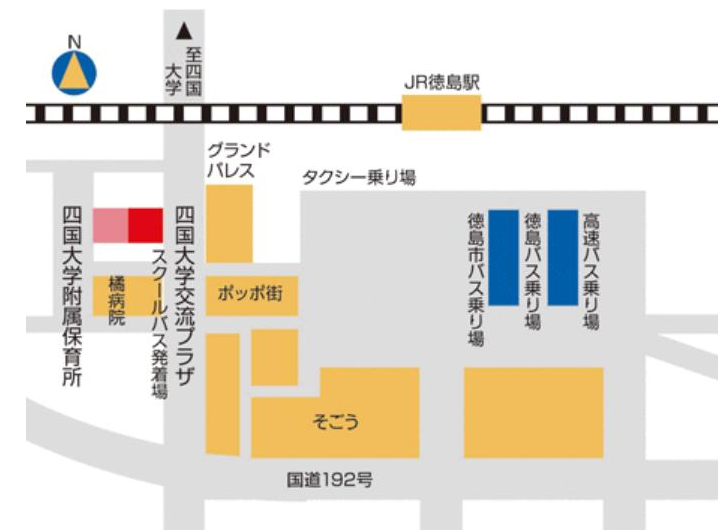 N
至四国
大学
JR徳島駅
グランド
パレス
タクシー乗り場
四国大学附属保育所
橘病院
スクールバス発着場
四国大学交流プラザ
ポッポ街
徳島市バス乗り場
徳島バス乗り場
高速バス乗り場
そごう
国道192号